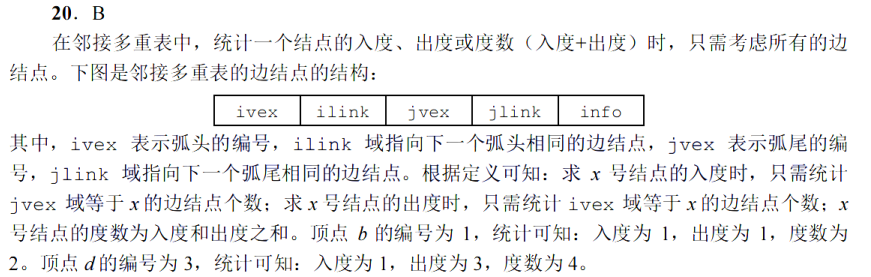 20．B
在邻接多重表中，统计一个结点的入度、出度或度数（入度+出度）时，只需考虑所有的边
结点。下图是邻接多重表的边结点的结构：
ivex ilink jvex jlink info
其中，ivex 表示弧头的编号，ilink 域指向下一个弧头相同的边结点，jvex 表示弧尾的编
号，jlink 域指向下一个弧尾相同的边结点。根据定义可知：求 x 号结点的入度时，只需统计
jvex 域等于 x 的边结点个数；求 x 号结点的出度时，只需统计 ivex 域等于 x 的边结点个数；x
号结点的度数为入度和出度之和。顶点 b 的编号为 1，统计可知：入度为 1，出度为 1，度数为
2。顶点 d 的编号为 3，统计可知：入度为 1，出度为 3，度数为 4。